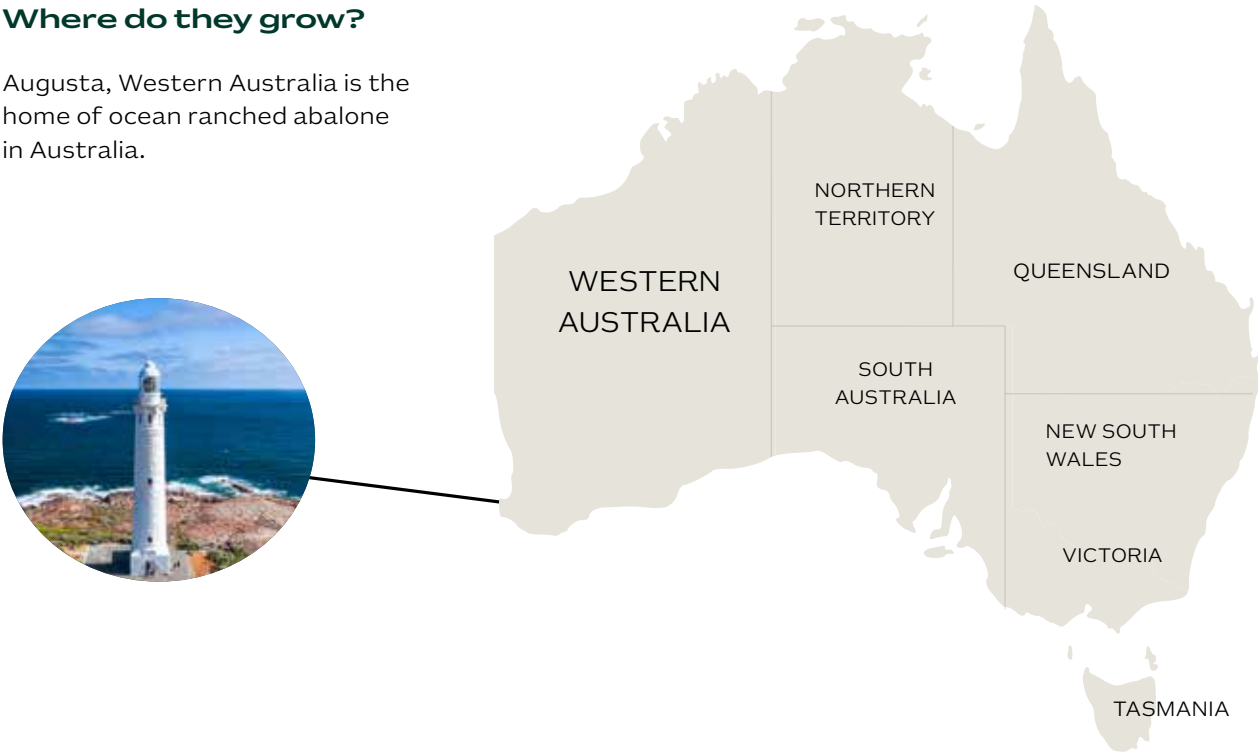 Where do they grow?
Augusta, Western Australia is the
home of ocean ranched abalone
in Australia.
NORTHERN
TERRITORY
WESTERN
AUSTRALIA
QUEENSLAND
SOUTH
AUSTRALIA
NEW SOUTH
WALES
VICTORIA
TASMANIA